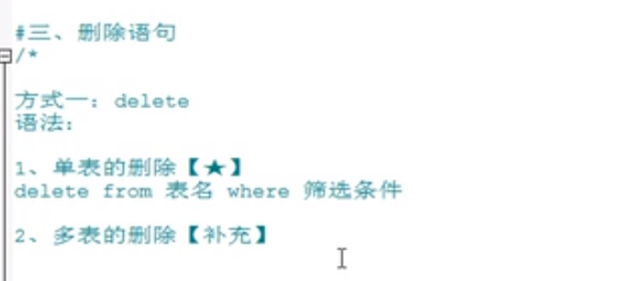 #三、删除语句
/*
方式一：delete
语法：
1、单表的删除【★】
delete from 表名 where 筛选条件
2、多表的删除【补充】